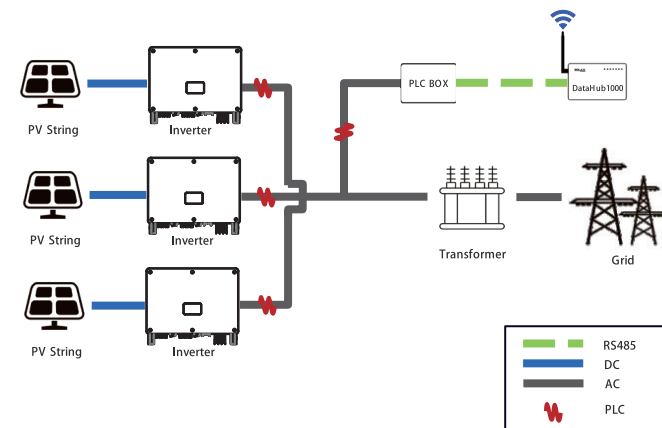 PLC BOX
DataHub1000
PV String
Inverter
PV String
Inverter
Transformer
Grid
PV String
Inverter
RS485
DC
AC
PLC